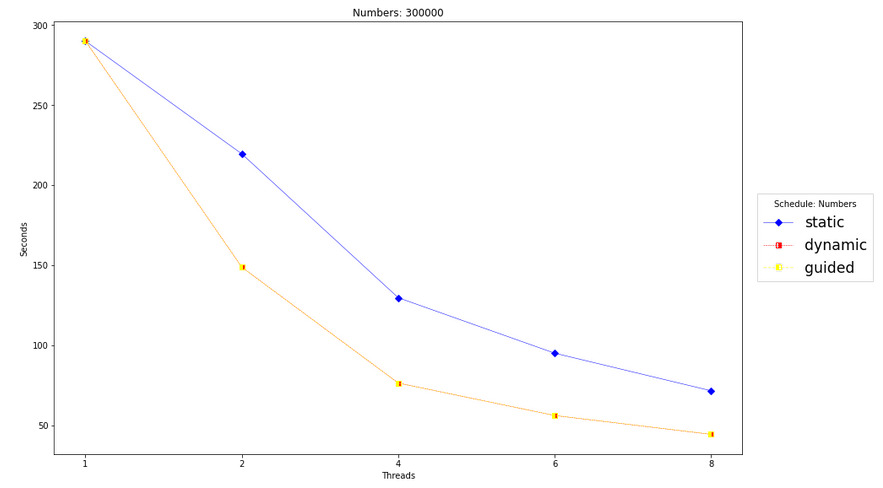 Numbers: 300000
300
250
200
150
100
50
Seconds
1 2 4 6 8
Threads
Schedule: Numbers
static
dynamic
guided